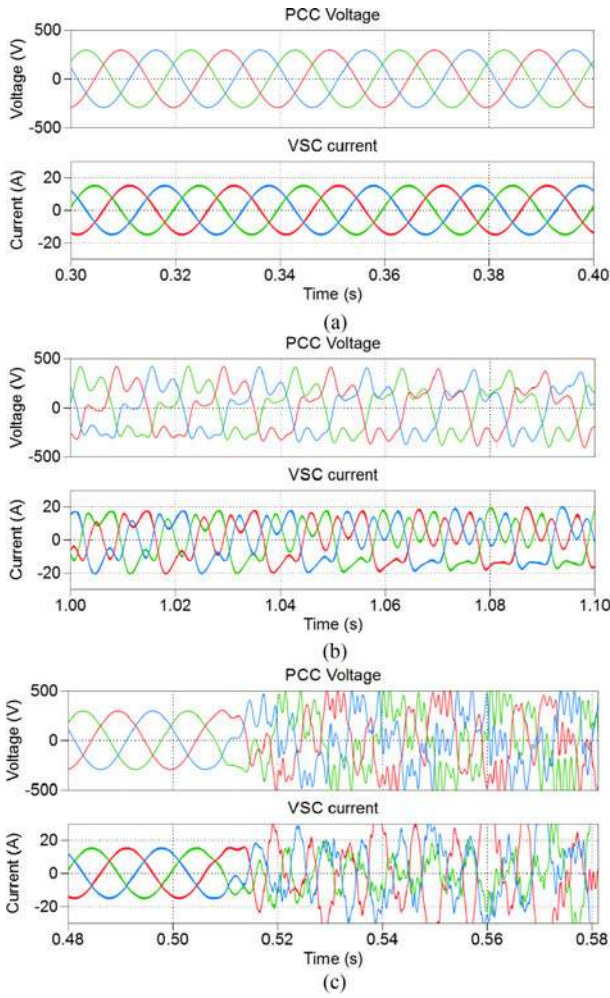 PCC Voltage
500
0
-500
Voltage (V)
VSC current
20
0
-20
Current (A)
0.30 0.32 0.34 0.36 0.38 0.40
Time (s)
(a)
PCC Voltage
500
0
-500
Voltage (V)
VSC current
20
0
-20
Current (A)
1.00 1.02 1.04 1.06 1.08 1.10
Time (s)
(b)
PCC Voltage
500
0
-500
Voltage (V)
VSC current
20
0
-20
Current (A)
0.48 0.50 0.52 0.54 0.56 0.58
Time (s)
(c)